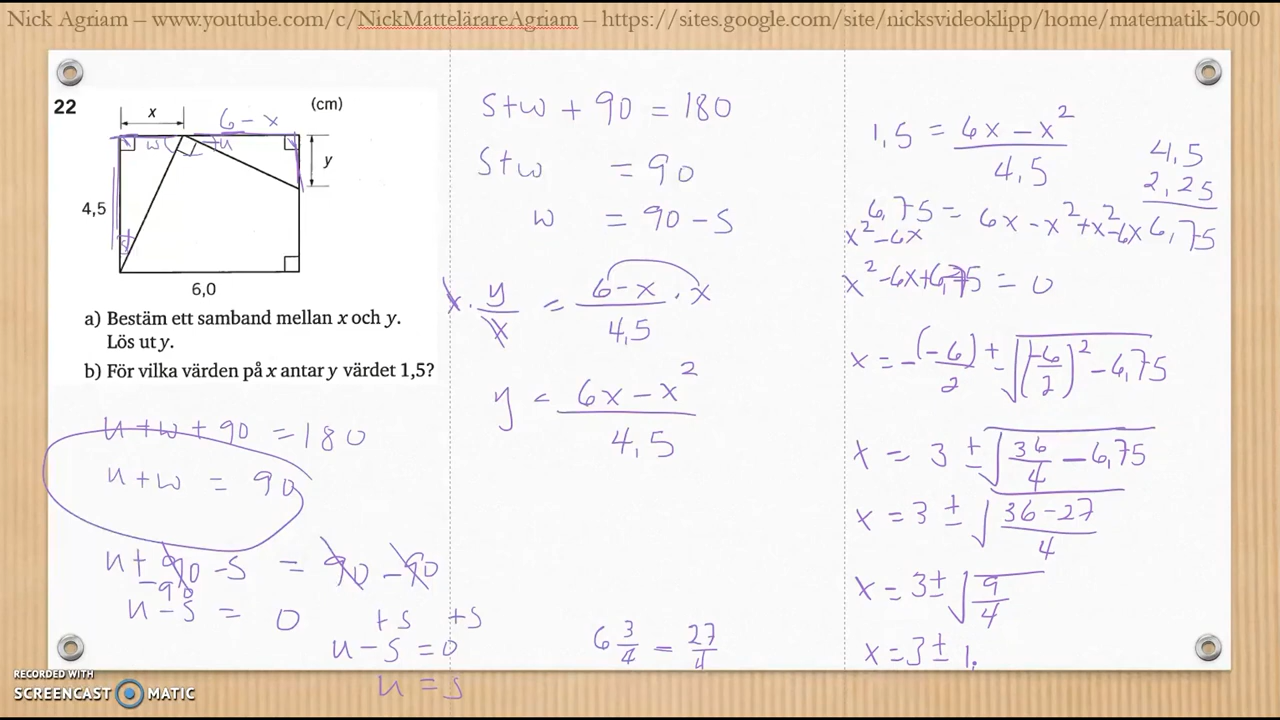 Nick Agriam – www.youtube.com/c/NickMattelärareAgriam – https://sites.google.com/site/nicksvideoklipp/home/matematik-5000
22
x
6 - x
(cm)
w
u
y
4,5
s
6,0
a) Bestäm ett samband mellan x och y.
Lös ut y.
b) För vilka värden på x antar y värdet 1,5?
u + w + 90 = 180
u + w = 90
u + 90 - s = 90 - 90
- 90
u - s = 0
+s +s
u - s = 0
u = s
s + w + 90 = 180
s + w = 90
w = 90 - s
x · y/x = (6 - x)/4,5 · x
y = (6x - x²)/4,5
6 3/4 = 27/4
1,5 = (6x - x²)/4,5
4,5
2,25
6,75
6,75 = 6x - x² + x² - 6x
x² - 6x
x² - 6x + 6,75 = 0
x = -(-6)/2 ± √((-6/2)² - 6,75)
x = 3 ± √(36/4 - 6,75)
x = 3 ± √((36 - 27)/4)
x = 3 ± √(9/4)
x = 3 ± 1,
RECORDED WITH
SCREENCAST MATIC